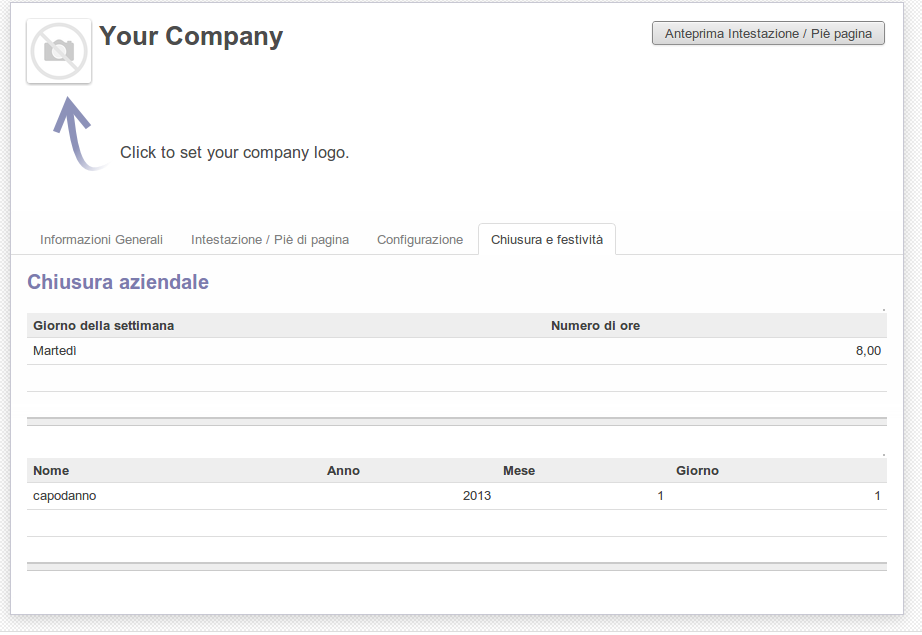 Your Company
Anteprima Intestazione / Piè pagina
Click to set your company logo.
Informazioni Generali Intestazione / Piè di pagina Configurazione Chiusura e festività
Chiusura aziendale
Giorno della settimana Numero di ore
Martedì 8,00
Nome Anno Mese Giorno
capodanno 2013 1 1